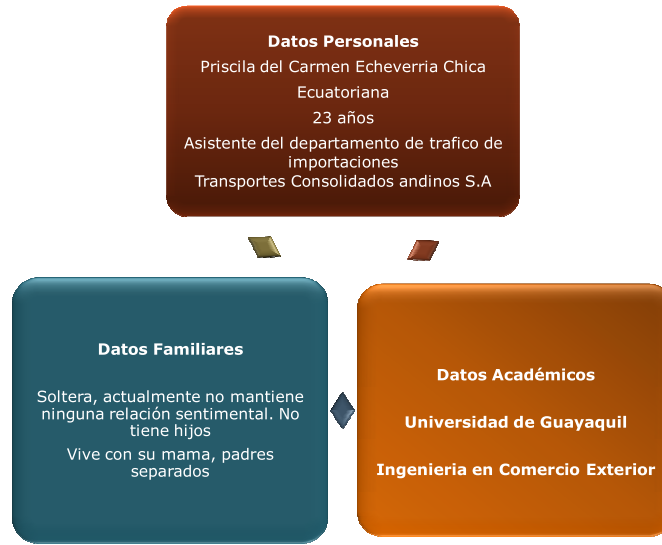 Datos Personales
Priscila del Carmen Echeverria Chica
Ecuatoriana
23 años
Asistente del departamento de trafico de
importaciones
Transportes Consolidados andinos S.A
Datos Familiares
Soltera, actualmente no mantiene
ninguna relación sentimental. No
tiene hijos
Vive con su mama, padres
separados
Datos Académicos
Universidad de Guayaquil
Ingenieria en Comercio Exterior